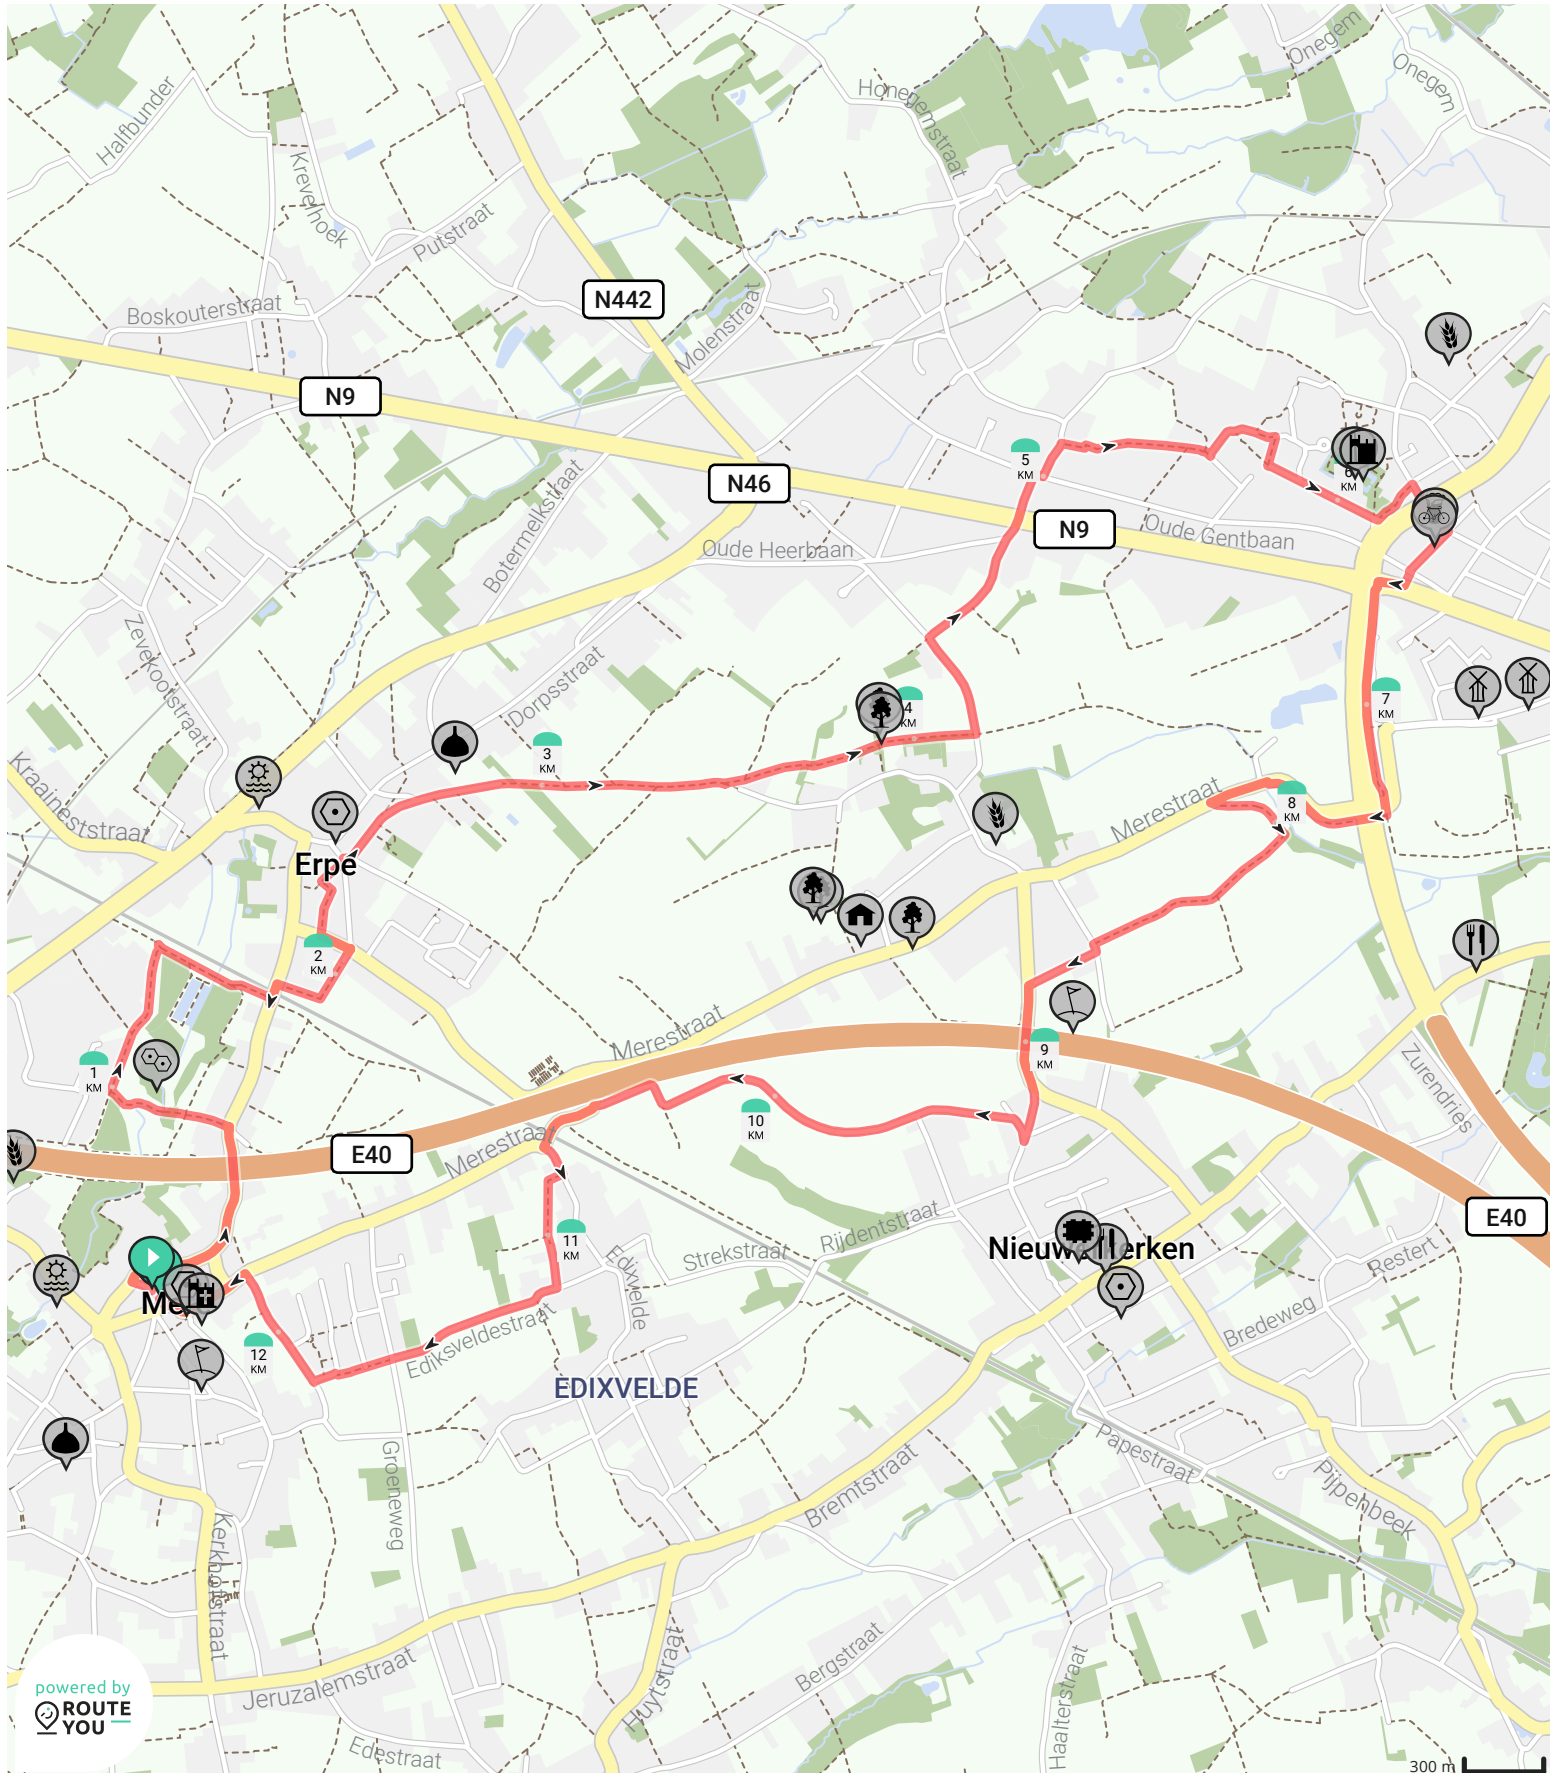 Onegem
Onegem
Honegemstraat
Halfbunder
Krevelhoek
Putstraat
N442
Boskouterstraat
Molenstraat
N9
5
KM
6
KM
N46
N9
Oude Gentbaan
Botermelkstraat
Oude Heerbaan
Zevekootstraat
Dorpsstraat
4
KM
7
KM
3
KM
Kraaineststraat
Merestraat
8
KM
Erpe
2
KM
Merestraat
9
KM
Zurendries
1
KM
10
KM
Merestraat
E40
E40
Rijdentstraat
Strekstraat
11
KM
Edixvelde
Nieuwerkerken
Restert
Bredeweg
Me
12
KM
Ediksveldestraat
EDIXVELDE
Papestraat
Pijpenbeek
Groeneweg
Bremtstraat
Kerkhofstraat
Bergstraat
Huytstraat
Haalterstraat
Jeruzalemstraat
Edestraat
powered by
ROUTE
YOU
300 m